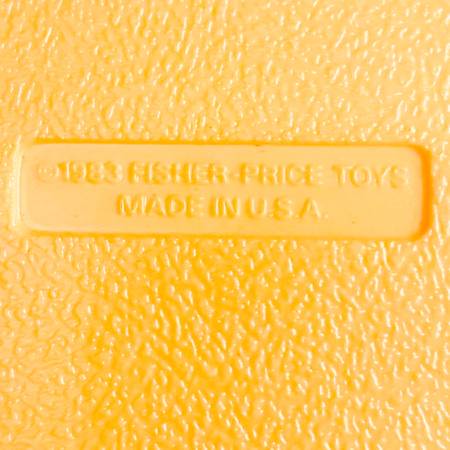 ©1983 FISHER-PRICE TOYS
MADE IN U.S.A.